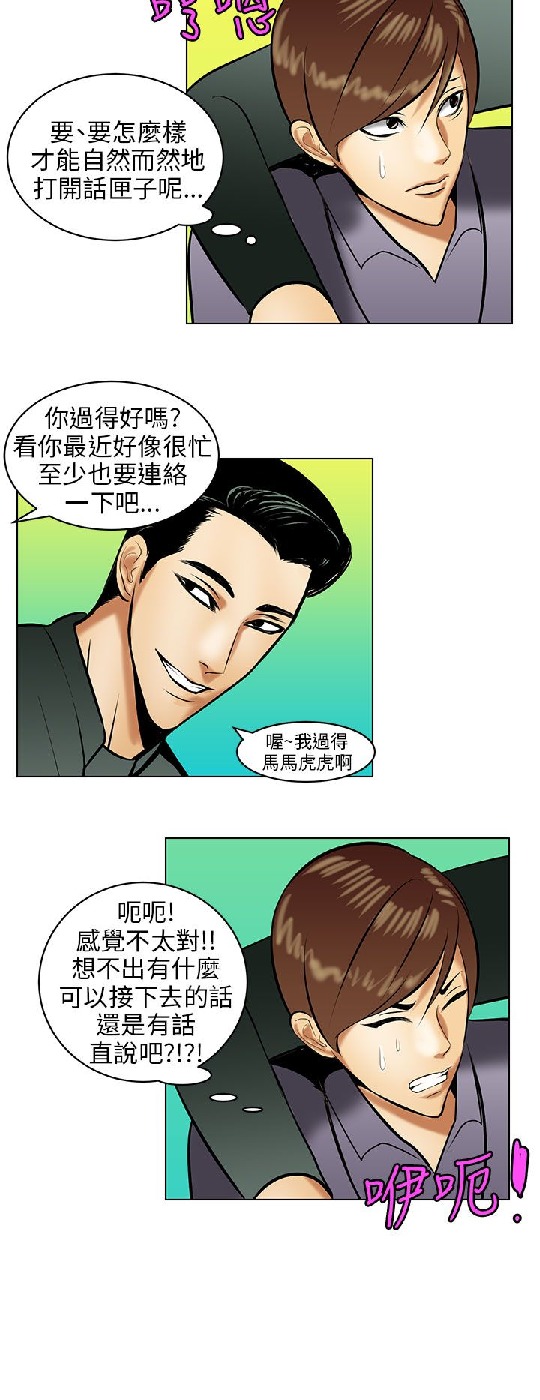 嗯
要、要怎麼樣
才能自然而然地
打開話匣子呢...
你過得好嗎?
看你最近好像很忙
至少也要連絡
一下吧...
喔~我過得
馬馬虎虎啊
呃呃!
感覺不太對!!
想不出有什麼
可以接下去的話
還是有話
直說吧?!?!
咿呃!